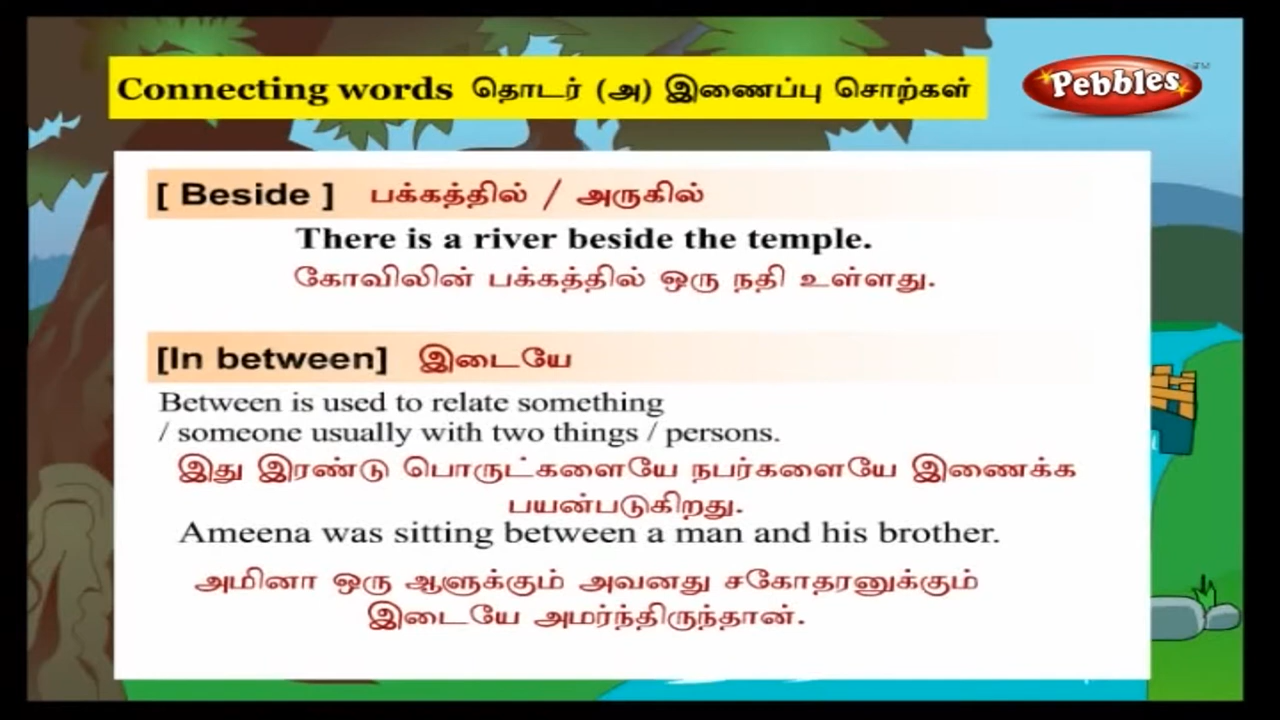 Connecting words தொடர் (அ) இணைப்பு சொற்கள்
Pebbles TM
[ Beside ] பக்கத்தில் / அருகில்
There is a river beside the temple.
கோவிலின் பக்கத்தில் ஒரு நதி உள்ளது.
[In between] இடையே
Between is used to relate something
/ someone usually with two things / persons.
இது இரண்டு பொருட்களையே நபர்களையே இணைக்க
பயன்படுகிறது.
Ameena was sitting between a man and his brother.
அமினா ஒரு ஆளுக்கும் அவனது சகோதரனுக்கும்
இடையே அமர்ந்திருந்தான்.